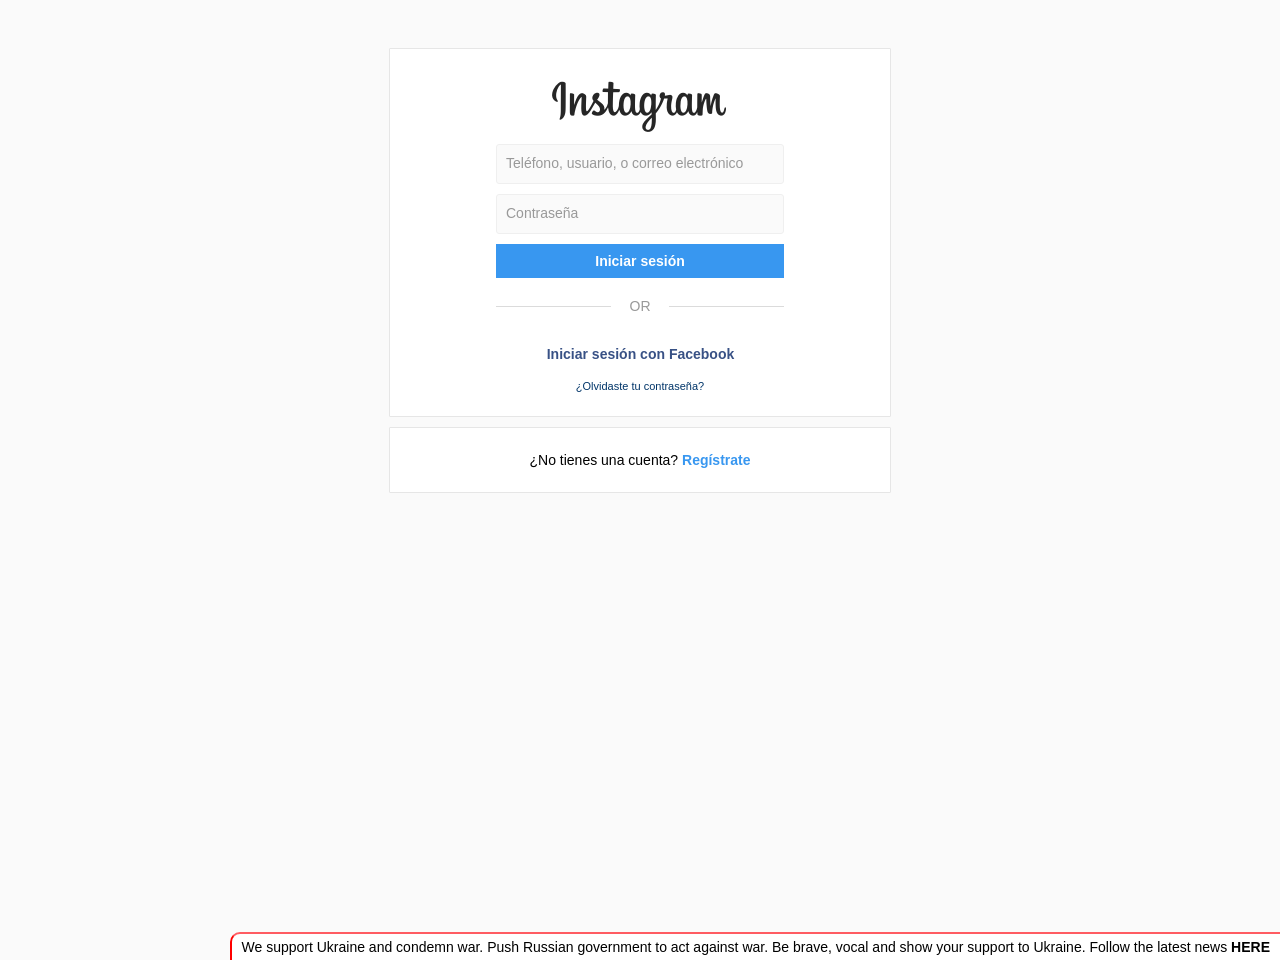 Instagram
Teléfono, usuario, o correo electrónico
Contraseña
Iniciar sesión
OR
Iniciar sesión con Facebook
¿Olvidaste tu contraseña?
¿No tienes una cuenta? Regístrate
We support Ukraine and condemn war. Push Russian government to act against war. Be brave, vocal and show your support to Ukraine. Follow the latest news HERE